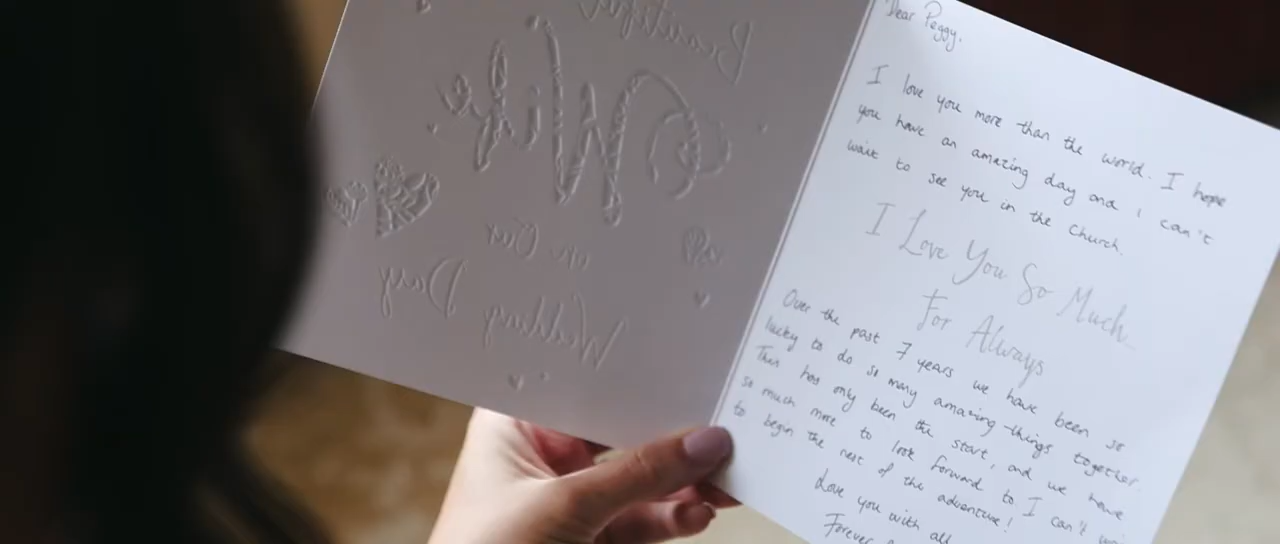 Beautiful
Wife
on Our
Wedding Day
Dear Peggy,
I love you more than the world. I hope
you have an amazing day and i can't
wait to see you in the church.
I Love You So Much
For Always
Over the past 7 years we have been so
lucky to do so many amazing things together.
This has only been the start, and we have
so much more to look forward to. I can't
to begin the rest of the adventure!
Love you with all
Forever